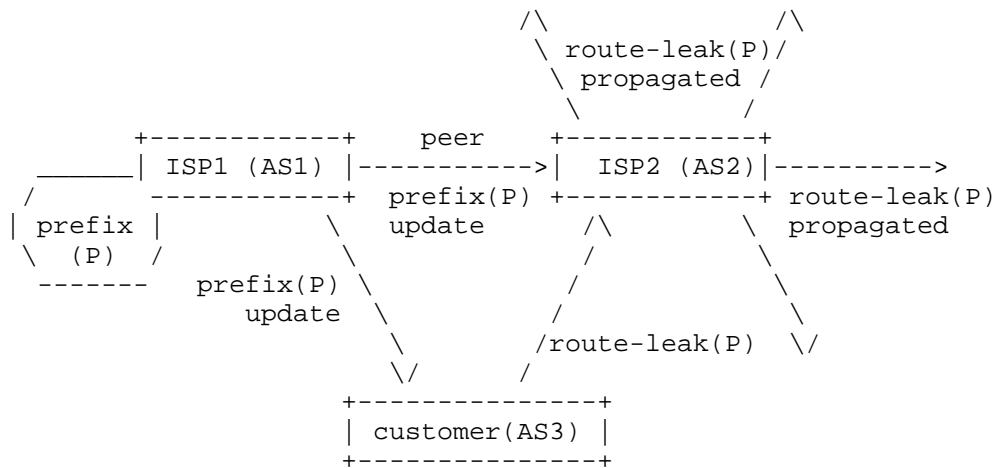 route-leak(P)
propagated
peer
ISP1 (AS1)
ISP2 (AS2)
prefix(P)
update
route-leak(P)
propagated
prefix
(P)
prefix(P)
update
route-leak(P)
customer(AS3)